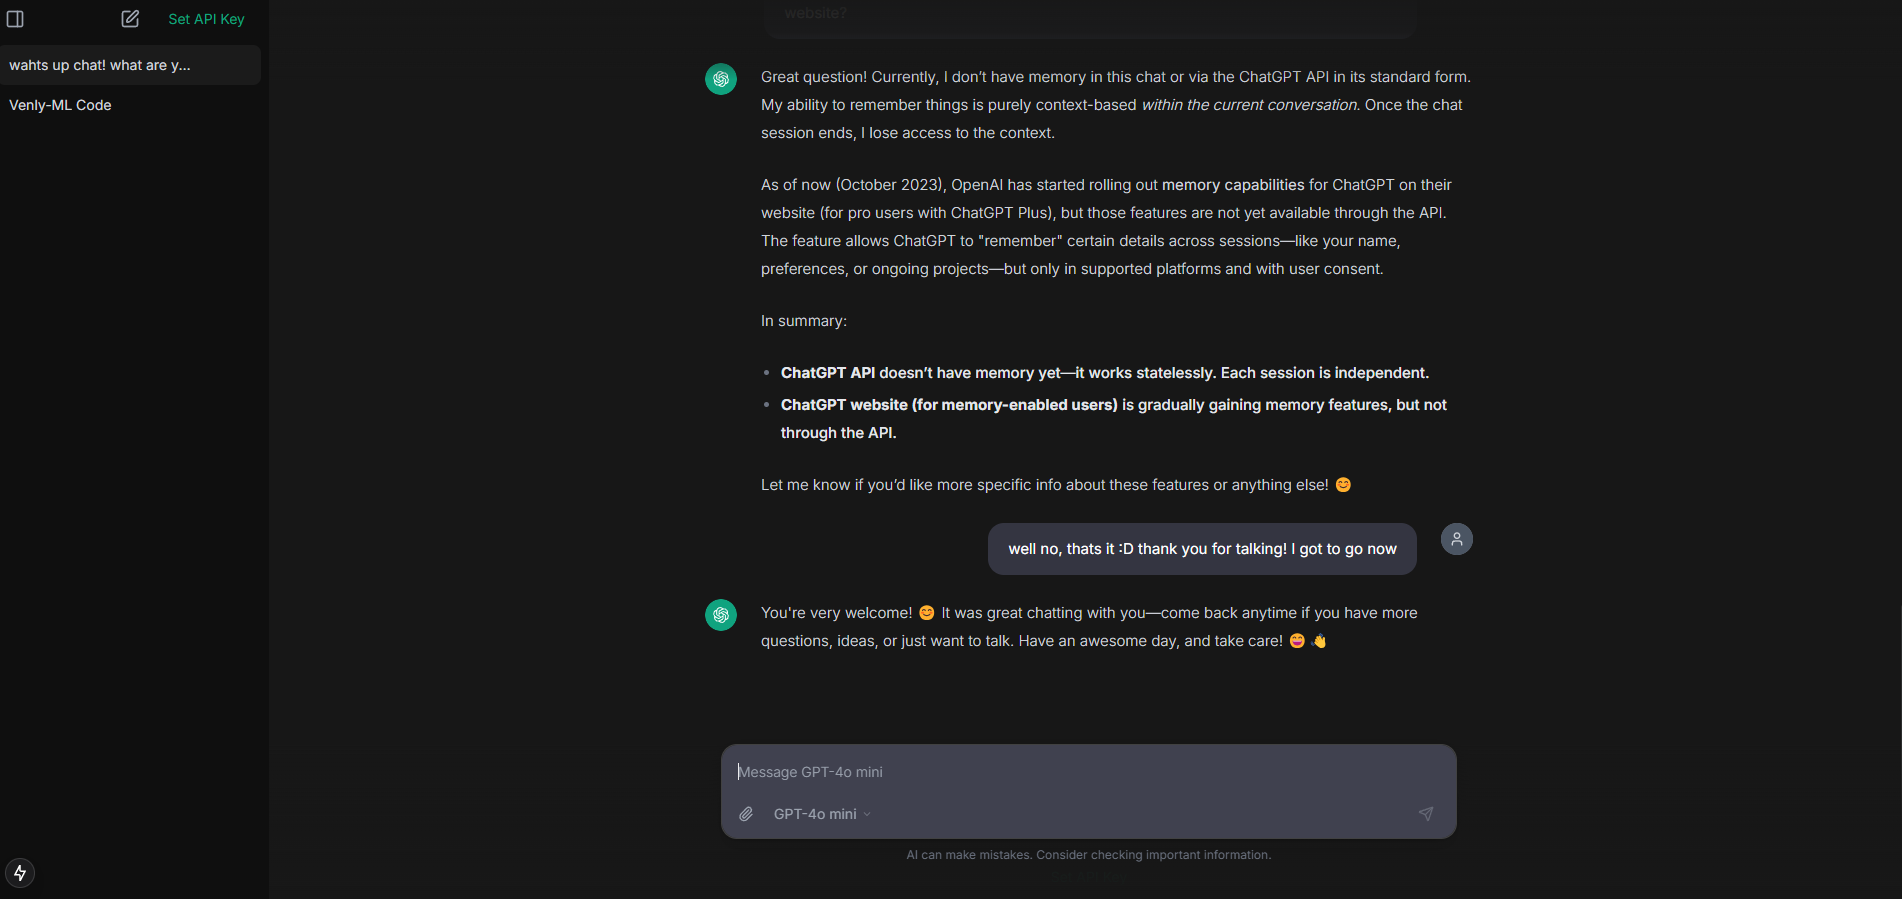 Set API Key
wahts up chat! what are y...
Venly-ML Code
website?
Great question! Currently, I don’t have memory in this chat or via the ChatGPT API in its standard form.
My ability to remember things is purely context-based within the current conversation. Once the chat
session ends, I lose access to the context.
As of now (October 2023), OpenAI has started rolling out memory capabilities for ChatGPT on their
website (for pro users with ChatGPT Plus), but those features are not yet available through the API.
The feature allows ChatGPT to "remember" certain details across sessions—like your name,
preferences, or ongoing projects—but only in supported platforms and with user consent.
In summary:
• ChatGPT API doesn’t have memory yet—it works statelessly. Each session is independent.
• ChatGPT website (for memory-enabled users) is gradually gaining memory features, but not
through the API.
Let me know if you’d like more specific info about these features or anything else! 😊
well no, thats it :D thank you for talking! I got to go now
You're very welcome! 😊 It was great chatting with you—come back anytime if you have more
questions, ideas, or just want to talk. Have an awesome day, and take care! 😄 👋
Message GPT-4o mini
GPT-4o mini
AI can make mistakes. Consider checking important information.